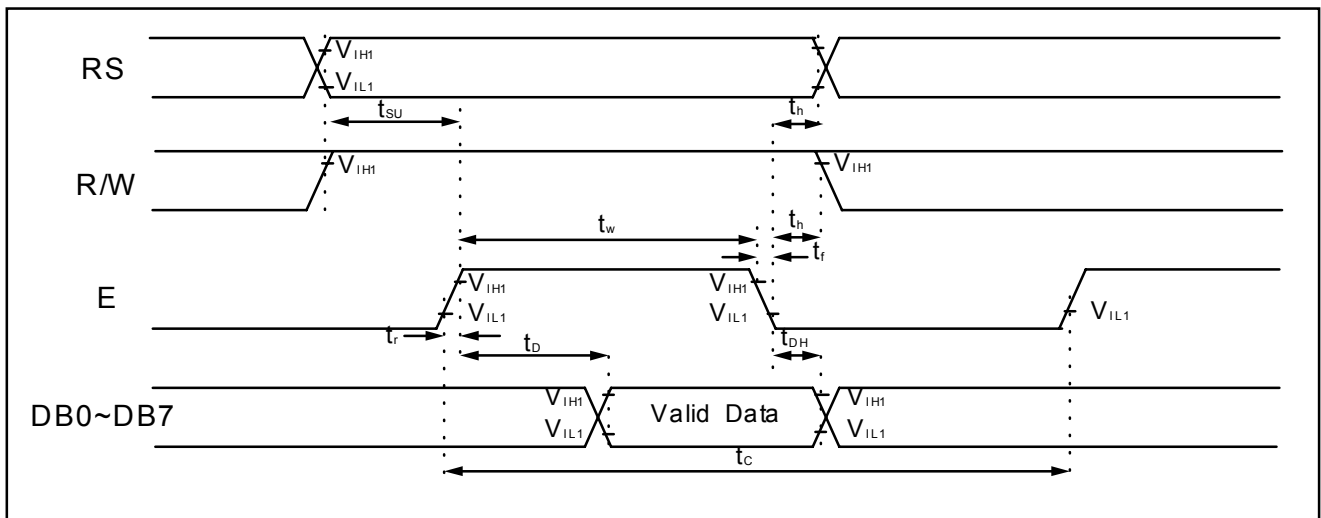 RS
VIH1
VIL1
tSU
th
R/W
VIH1
VIH1
tw
th
tf
E
VIH1
VIL1
VIH1
VIL1
VIL1
tr
tD
tDH
DB0~DB7
VIH1
VIL1
Valid Data
VIH1
VIL1
tC